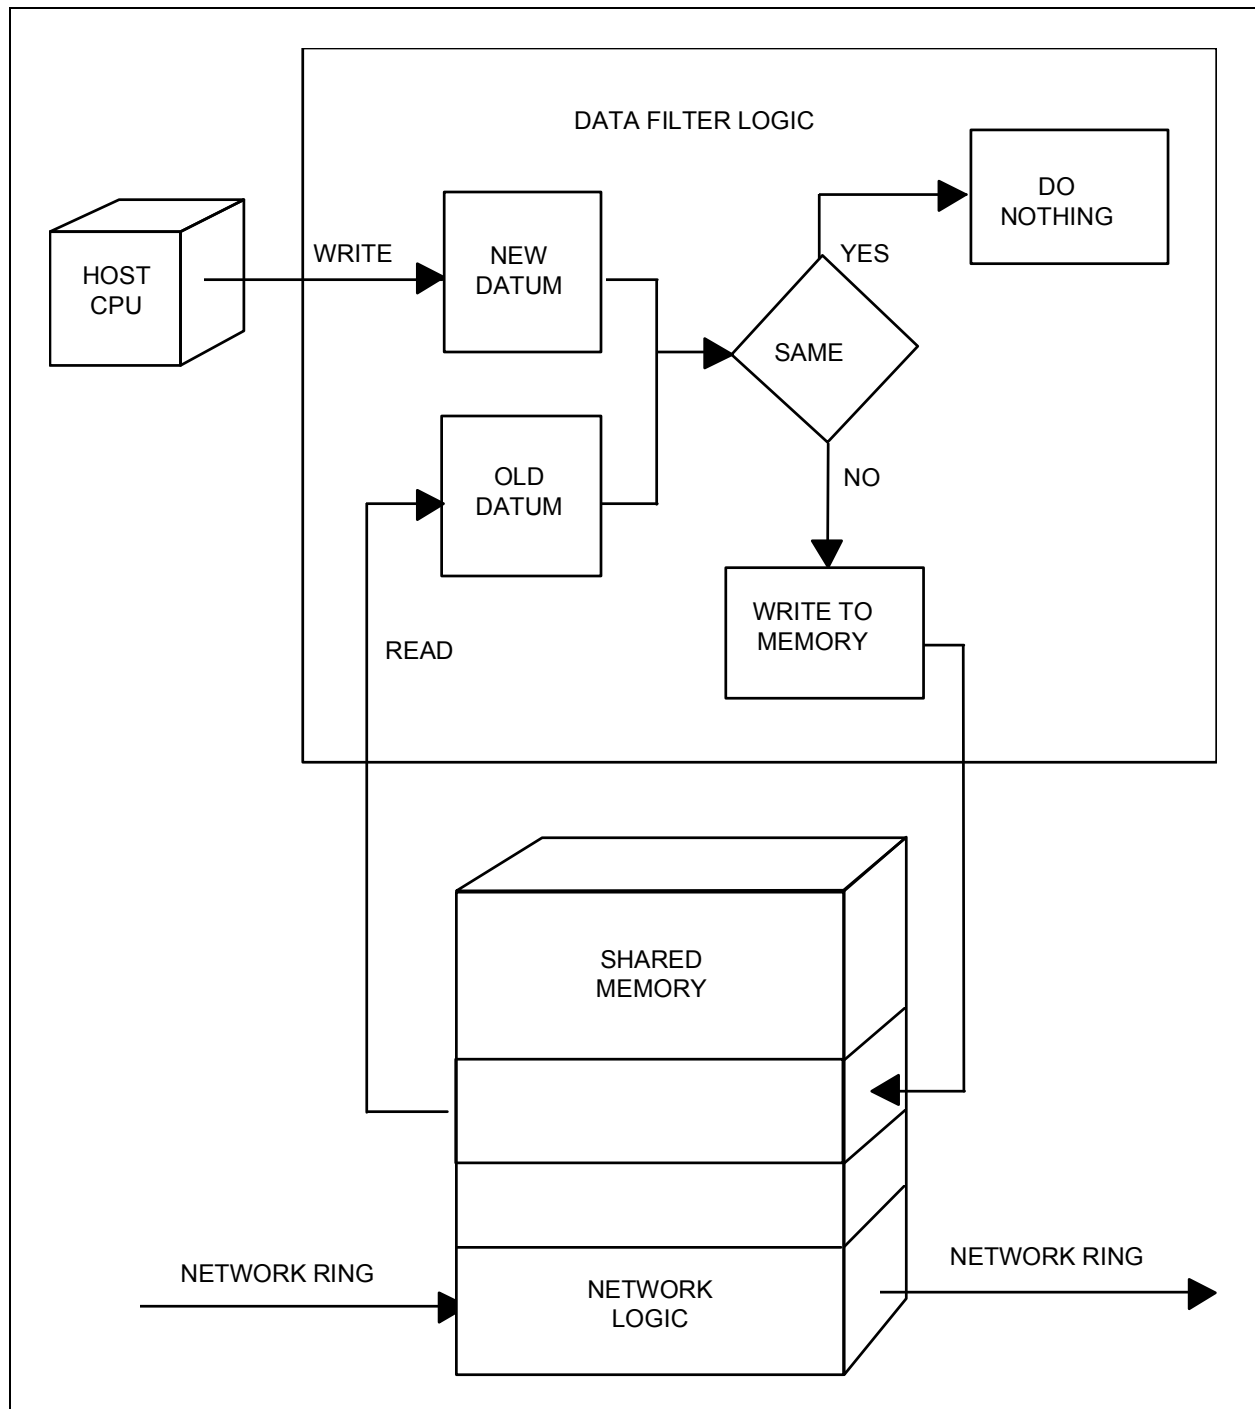 DATA FILTER LOGIC
DO
NOTHING
HOST
CPU
WRITE
NEW
DATUM
YES
SAME
OLD
DATUM
NO
WRITE TO
MEMORY
READ
SHARED
MEMORY
NETWORK RING
NETWORK
LOGIC
NETWORK RING